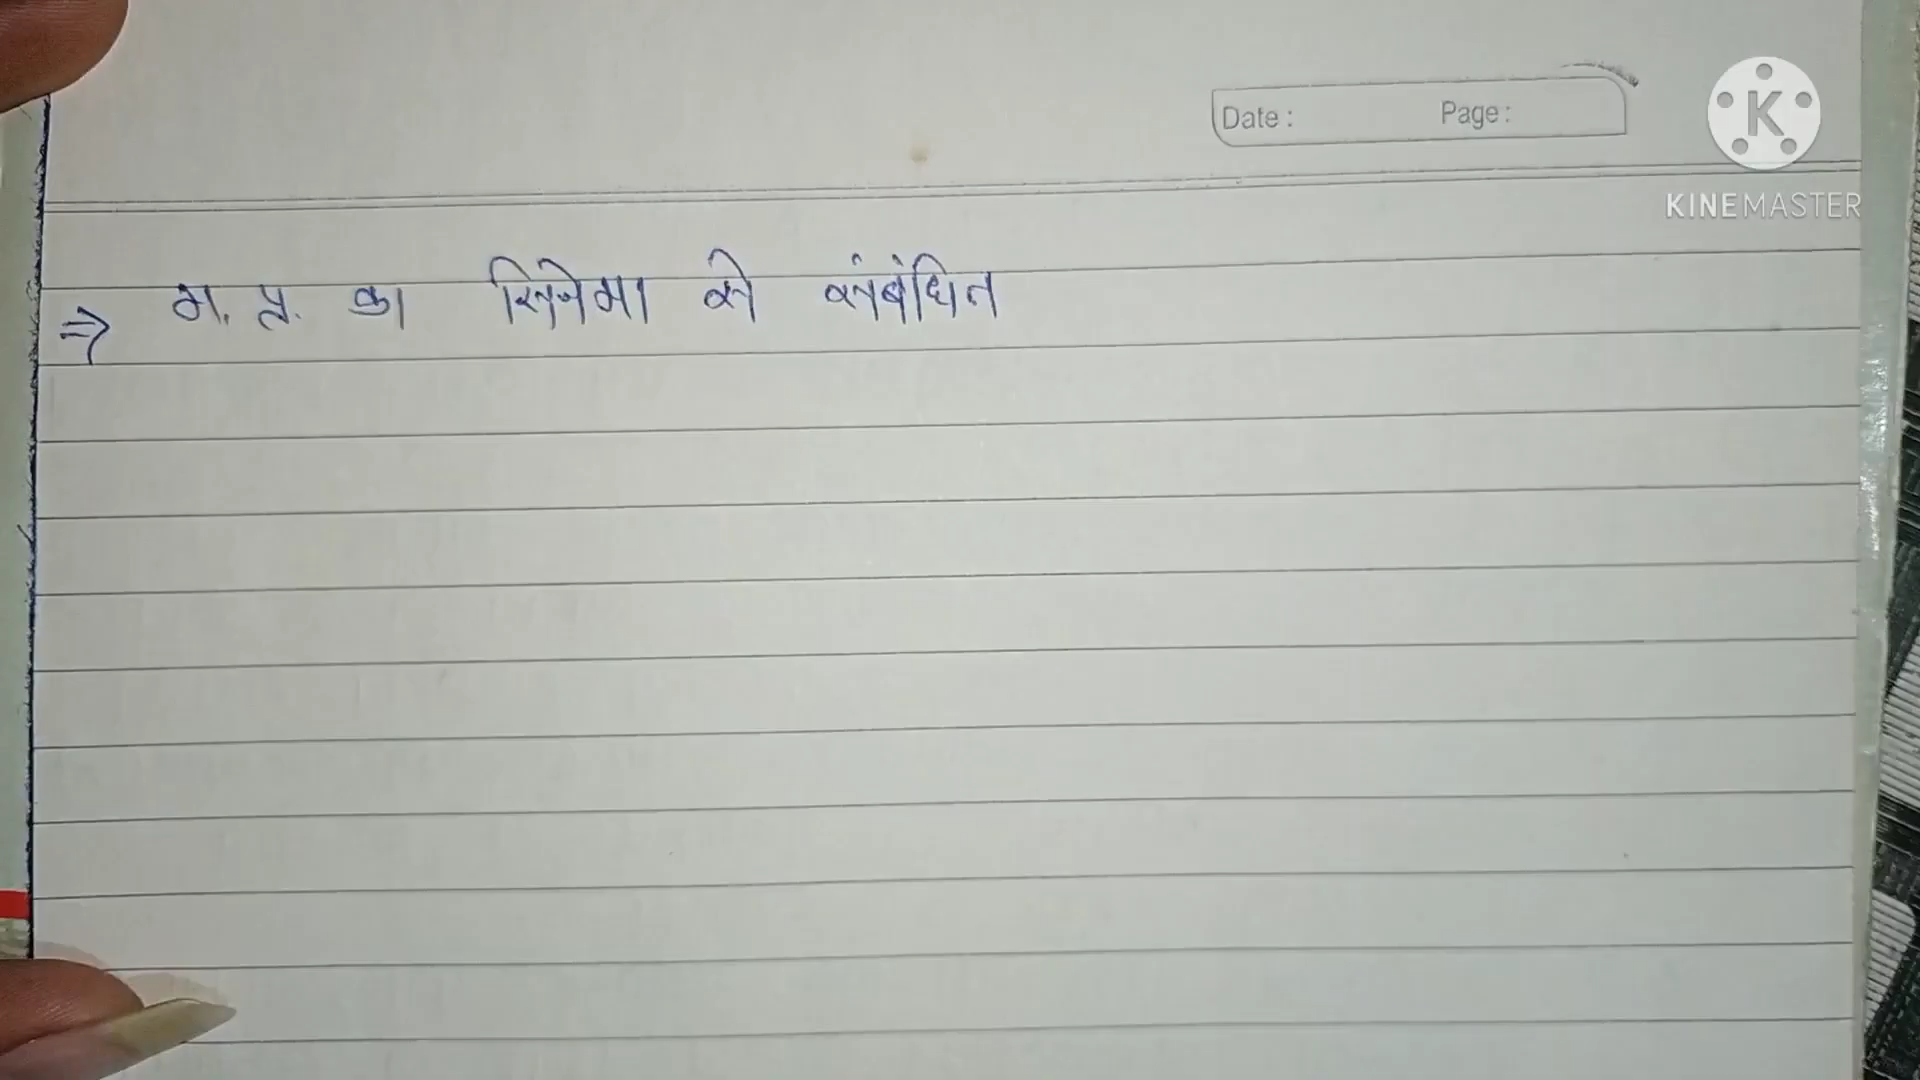 Date : Page :
K
KINEMASTER
⇒ म. प्र. का सिनेमा से संबंधित